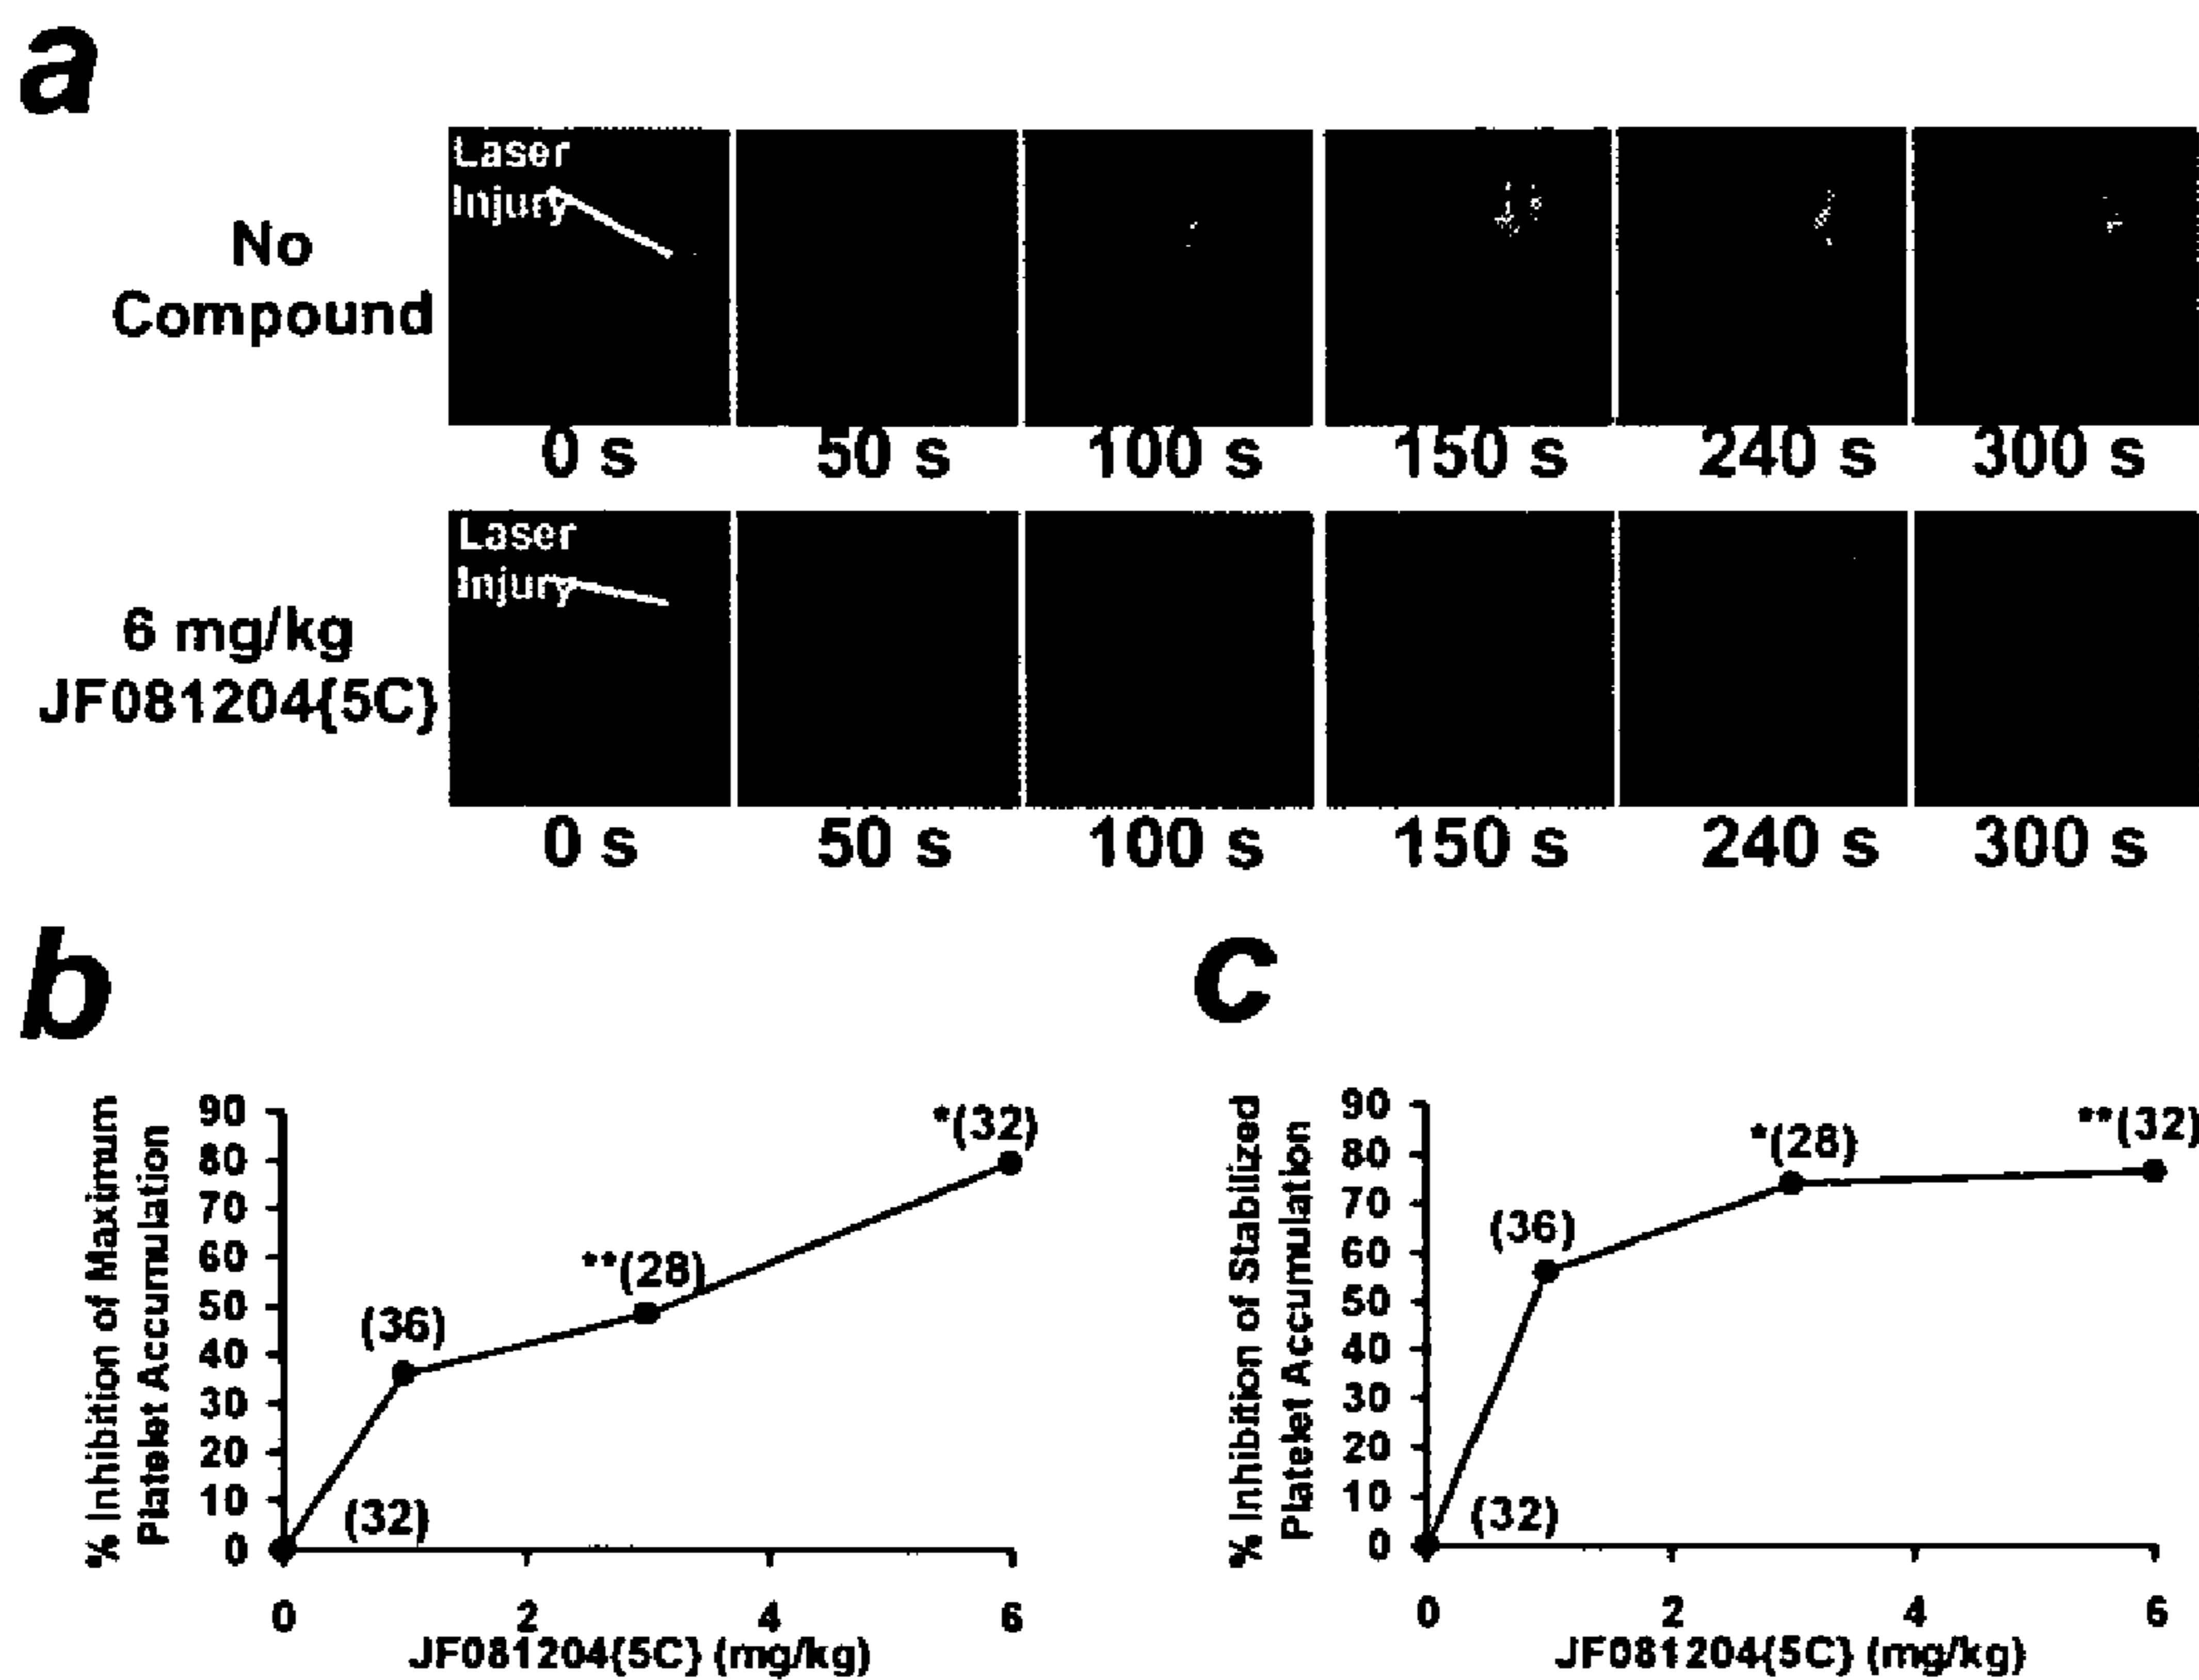 a
Laser
Injury
No
Compound
0 s 50 s 100 s 150 s 240 s 300 s
Laser
Injury
6 mg/kg
JF081204{5C}
0 s 50 s 100 s 150 s 240 s 300 s
b
% Inhibition of Maximum
Platelet Accumulation
90
80
70
60
50
40
30
20
10
0
*(32)
**(28)
(36)
(32)
0 2 4 6
JF081204{5C} (mg/kg)
c
% Inhibition of Stabilized
Platelet Accumulation
90
80
70
60
50
40
30
20
10
0
**(32)
*(28)
(36)
(32)
0 2 4 6
JF081204{5C} (mg/kg)